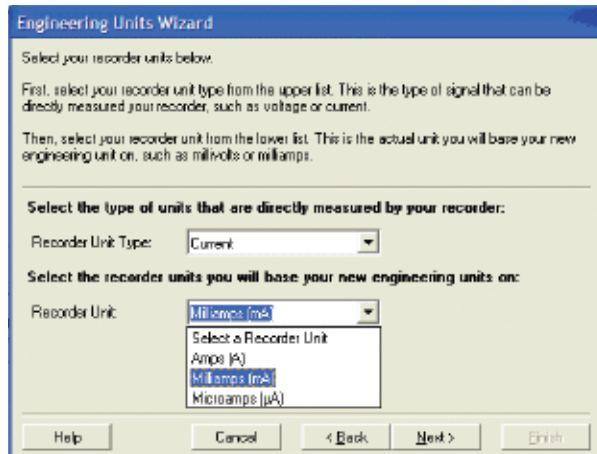 Engineering Units Wizard
Select your recorder units below.
First, select your recorder unit type from the upper list. This is the type of signal that can be
directly measured your recorder, such as voltage or current.
Then, select your recorder unit from the lower list. This is the actual unit you will base your new
engineering unit on, such as millivolts or milliamps.
Select the type of units that are directly measured by your recorder:
Recorder Unit Type: Current
Select the recorder units you will base your new engineering units on:
Recorder Unit: Milliamps (mA)
Select a Recorder Unit
Amps (A)
Milliamps (mA)
Microamps (µA)
Help Cancel < Back Next > Finish